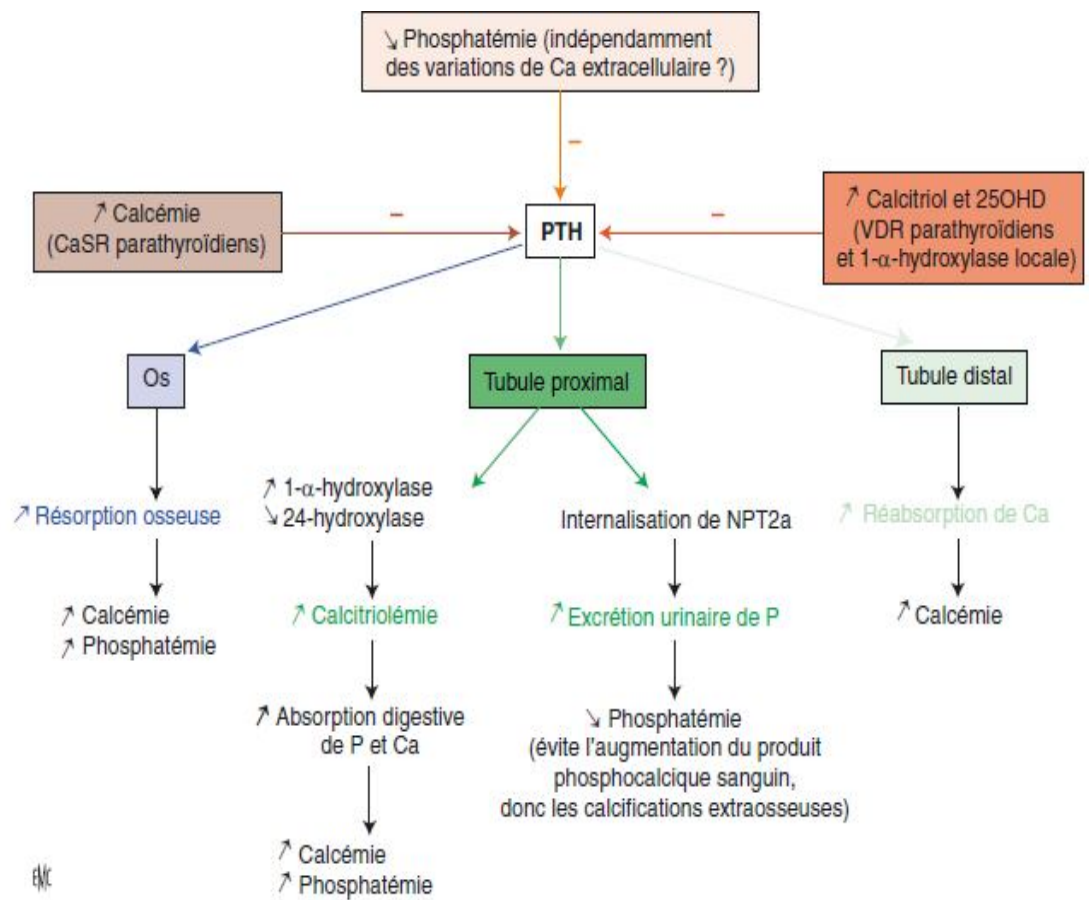 ↘ Phosphatémie (indépendamment
des variations de Ca extracellulaire ?)
–
↗ Calcémie
(CaSR parathyroïdiens)
–
PTH
–
↗ Calcitriol et 25OHD
(VDR parathyroïdiens
et 1-α-hydroxylase locale)
Os
Tubule proximal
Tubule distal
↗ Résorption osseuse
↗ Calcémie
↗ Phosphatémie
↗ 1-α-hydroxylase
↘ 24-hydroxylase
↗ Calcitriolémie
↗ Absorption digestive
de P et Ca
↗ Calcémie
↗ Phosphatémie
Internalisation de NPT2a
↗ Excrétion urinaire de P
↘ Phosphatémie
(évite l'augmentation du produit
phosphocalcique sanguin,
donc les calcifications extraosseuses)
↗ Réabsorption de Ca
↗ Calcémie
EMC